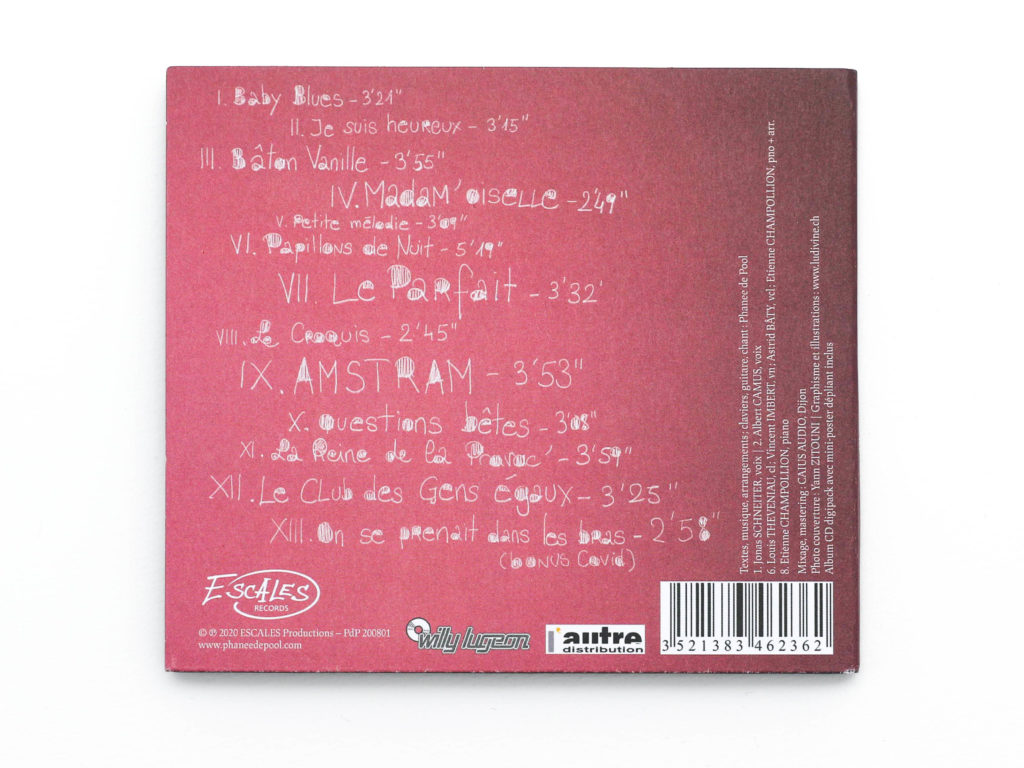 I. Baby Blues - 3'21"
II. Je suis heureux - 3'15"
III. Bâton Vanille - 3'55"
IV. Madam'oiselle - 2'49"
V. Petite mélodie - 3'09"
VI. Papillons de Nuit - 5'19"
VII. Le Parfait - 3'32'
VIII. Le Croquis - 2'45"
IX. AMSTRAM - 3'53"
X. Questions bêtes - 3'08"
XI. La Reine de la Provoc' - 3'59"
XII. Le Club des Gens égaux - 3'25"
XIII. On se prenait dans les bras - 2'58"
(bonus Covid)
Textes, musique, arrangements ; claviers, guitare, chant : Phanee de Pool
1. Jonas SCHNEITER, voix | 2. Albert CAMUS, voix
6. Louis THEVENIAU, cl ; Vincent IMBERT, vn ; Astrid BÂTY, vcl ; Etienne CHAMPOLLION, pno + arr.
8. Etienne CHAMPOLLION, piano
Mixage, mastering : CAIUS AUDIO, Dijon
Photo couverture : Yann ZITOUNI | Graphisme et illustrations : www.ludivine.ch
Album CD digipack avec mini-poster dépliant inclus
ESCALES
RECORDS
© ℗ 2020 ESCALES Productions – PdP 200801
www.phaneedepool.com
willy lugeon
l'autre
distribution
3 521383 462362